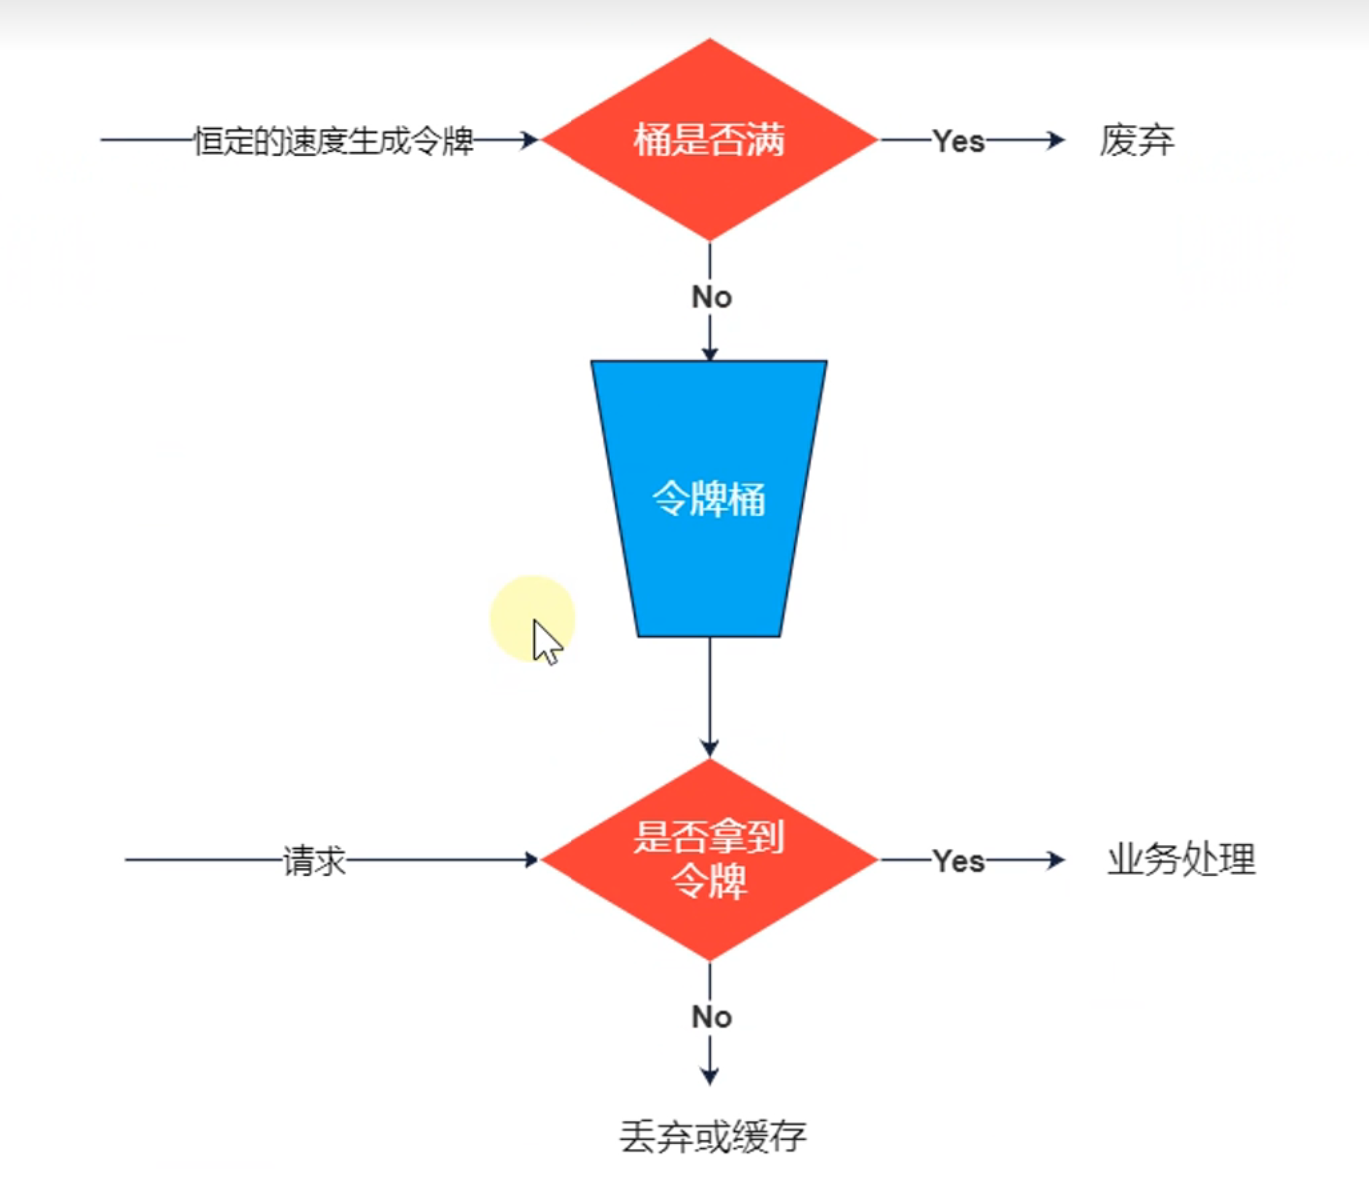 恒定的速度生成令牌
桶是否满
Yes
废弃
No
令牌桶
请求
是否拿到
令牌
Yes
业务处理
No
丢弃或缓存